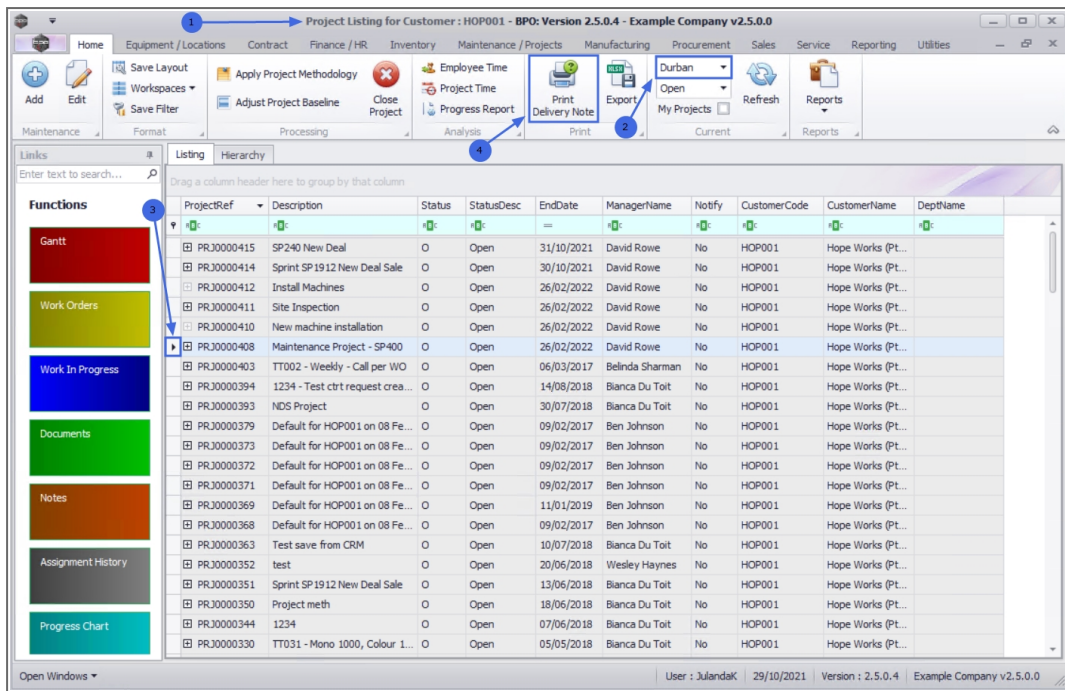 1
Project Listing for Customer : HOP001 - BPO: Version 2.5.0.4 - Example Company v2.5.0.0
Home Equipment / Locations Contract Finance / HR Inventory Maintenance / Projects Manufacturing Procurement Sales Service Reporting Utilities
Add
Edit
Save Layout
Workspaces
Save Filter
Apply Project Methodology
Adjust Project Baseline
Close
Project
Employee Time
Project Time
Progress Report
Print
Delivery Note
Export
Durban
Open
My Projects
Refresh
Reports
2
Maintenance Format Processing Analysis Print Current Reports
4
Links
Enter text to search...
Functions
3
Gantt
Work Orders
Work In Progress
Documents
Notes
Assignment History
Progress Chart
Listing Hierarchy
Drag a column header here to group by that column
ProjectRef Description Status StatusDesc EndDate ManagerName Notify CustomerCode CustomerName DeptName
PRJ0000415 SP240 New Deal O Open 31/10/2021 David Rowe No HOP001 Hope Works (Pt...
PRJ0000414 Sprint SP1912 New Deal Sale O Open 30/10/2021 David Rowe No HOP001 Hope Works (Pt...
PRJ0000412 Install Machines O Open 26/02/2022 David Rowe No HOP001 Hope Works (Pt...
PRJ0000411 Site Inspection O Open 26/02/2022 David Rowe No HOP001 Hope Works (Pt...
PRJ0000410 New machine installation O Open 26/02/2022 David Rowe No HOP001 Hope Works (Pt...
PRJ0000408 Maintenance Project - SP400 O Open 26/02/2022 David Rowe No HOP001 Hope Works (Pt...
PRJ0000403 TT002 - Weekly - Call per WO O Open 06/03/2017 Belinda Sharman No HOP001 Hope Works (Pt...
PRJ0000394 1234 - Test ctrt request crea... O Open 14/08/2018 Bianca Du Toit No HOP001 Hope Works (Pt...
PRJ0000393 NDS Project O Open 30/07/2018 Bianca Du Toit No HOP001 Hope Works (Pt...
PRJ0000379 Default for HOP001 on 08 Fe... O Open 09/02/2017 Ben Johnson No HOP001 Hope Works (Pt...
PRJ0000373 Default for HOP001 on 08 Fe... O Open 09/02/2017 Ben Johnson No HOP001 Hope Works (Pt...
PRJ0000372 Default for HOP001 on 08 Fe... O Open 09/02/2017 Ben Johnson No HOP001 Hope Works (Pt...
PRJ0000371 Default for HOP001 on 08 Fe... O Open 09/02/2017 Ben Johnson No HOP001 Hope Works (Pt...
PRJ0000369 Default for HOP001 on 08 Fe... O Open 11/01/2019 Ben Johnson No HOP001 Hope Works (Pt...
PRJ0000368 Default for HOP001 on 08 Fe... O Open 09/02/2017 Ben Johnson No HOP001 Hope Works (Pt...
PRJ0000363 Test save from CRM O Open 10/07/2018 Bianca Du Toit No HOP001 Hope Works (Pt...
PRJ0000352 test O Open 20/06/2018 Wesley Haynes No HOP001 Hope Works (Pt...
PRJ0000351 Sprint SP1912 New Deal Sale O Open 13/06/2018 Bianca Du Toit No HOP001 Hope Works (Pt...
PRJ0000350 Project meth O Open 18/06/2018 Bianca Du Toit No HOP001 Hope Works (Pt...
PRJ0000344 1234 O Open 07/06/2018 Bianca Du Toit No HOP001 Hope Works (Pt...
PRJ0000330 TT031 - Mono 1000, Colour 1... O Open 05/05/2018 Bianca Du Toit No HOP001 Hope Works (Pt...
Open Windows User : JulandaK 29/10/2021 Version : 2.5.0.4 Example Company v2.5.0.0